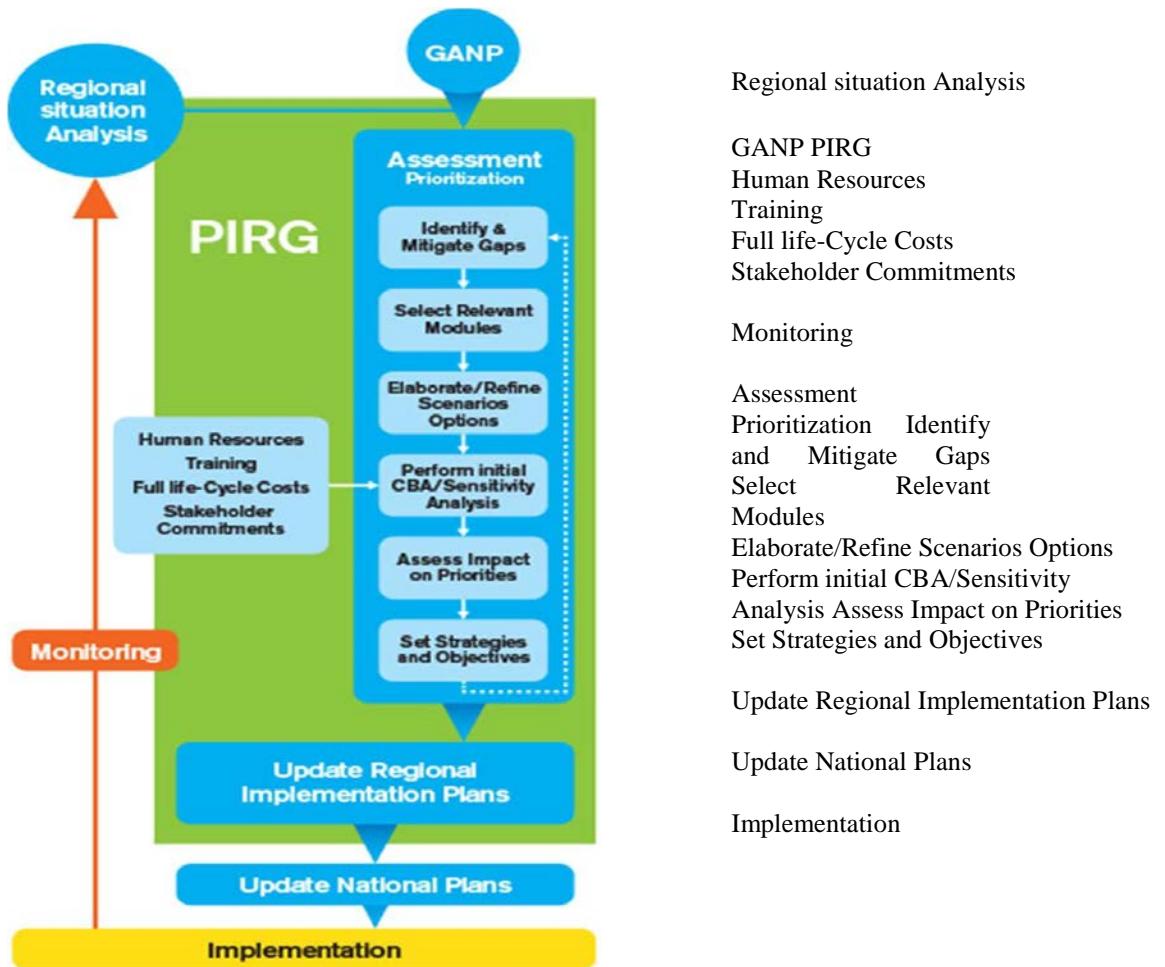 GANP
Regional
situation
Analysis
Assessment
Prioritization
PIRG
Identify &
Mitigate Gaps
Select Relevant
Modules
Elaborate/Refine
Scenarios
Options
Human Resources
Training
Full life-Cycle Costs
Stakeholder
Commitments
Perform initial
CBA/Sensitivity
Analysis
Assess Impact
on Priorities
Set Strategies
and Objectives
Monitoring
Update Regional
Implementation Plans
Update National Plans
Implementation
Regional situation Analysis
GANP PIRG
Human Resources
Training
Full life-Cycle Costs
Stakeholder Commitments
Monitoring
Assessment
Prioritization Identify
and Mitigate Gaps
Select Relevant
Modules
Elaborate/Refine Scenarios Options
Perform initial CBA/Sensitivity
Analysis Assess Impact on Priorities
Set Strategies and Objectives
Update Regional Implementation Plans
Update National Plans
Implementation